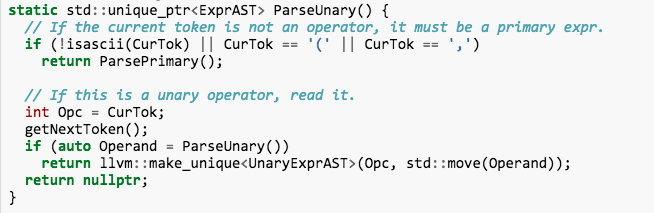 static std::unique_ptr<ExprAST> ParseUnary() {
  // If the current token is not an operator, it must be a primary expr.
  if (!isascii(CurTok) || CurTok == '(' || CurTok == ',')
    return ParsePrimary();

  // If this is a unary operator, read it.
  int Opc = CurTok;
  getNextToken();
  if (auto Operand = ParseUnary())
    return llvm::make_unique<UnaryExprAST>(Opc, std::move(Operand));
  return nullptr;
}